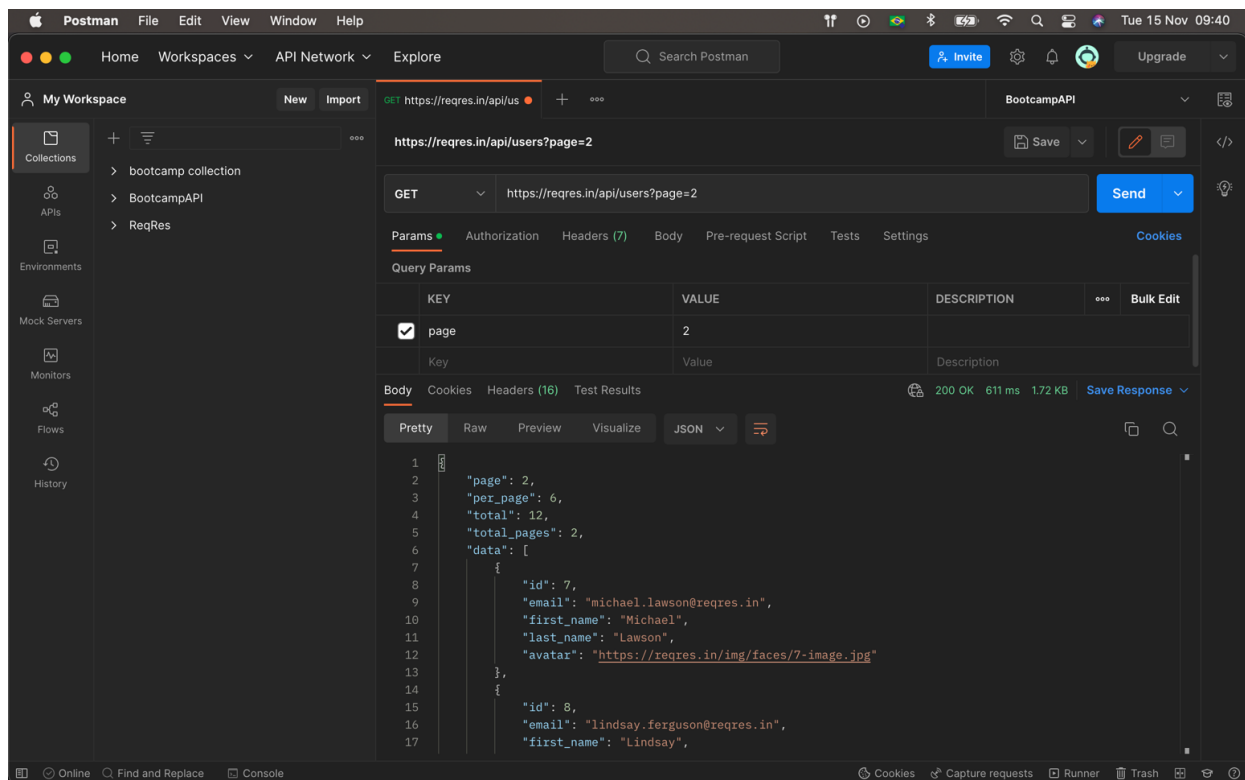 Postman File Edit View Window Help Tue 15 Nov 09:40
Home Workspaces API Network Explore Search Postman Invite Upgrade
My Workspace New Import GET https://reqres.in/api/us BootcampAPI
Collections
APIs
Environments
Mock Servers
Monitors
Flows
History
bootcamp collection
BootcampAPI
ReqRes
https://reqres.in/api/users?page=2 Save
GET https://reqres.in/api/users?page=2 Send
Params Authorization Headers (7) Body Pre-request Script Tests Settings Cookies
Query Params
KEY VALUE DESCRIPTION Bulk Edit
page 2
Key Value Description
Body Cookies Headers (16) Test Results 200 OK 611 ms 1.72 KB Save Response
Pretty Raw Preview Visualize JSON
1 {
2 "page": 2,
3 "per_page": 6,
4 "total": 12,
5 "total_pages": 2,
6 "data": [
7 {
8 "id": 7,
9 "email": "michael.lawson@reqres.in",
10 "first_name": "Michael",
11 "last_name": "Lawson",
12 "avatar": "https://reqres.in/img/faces/7-image.jpg"
13 },
14 {
15 "id": 8,
16 "email": "lindsay.ferguson@reqres.in",
17 "first_name": "Lindsay",
Online Find and Replace Console Cookies Capture requests Runner Trash